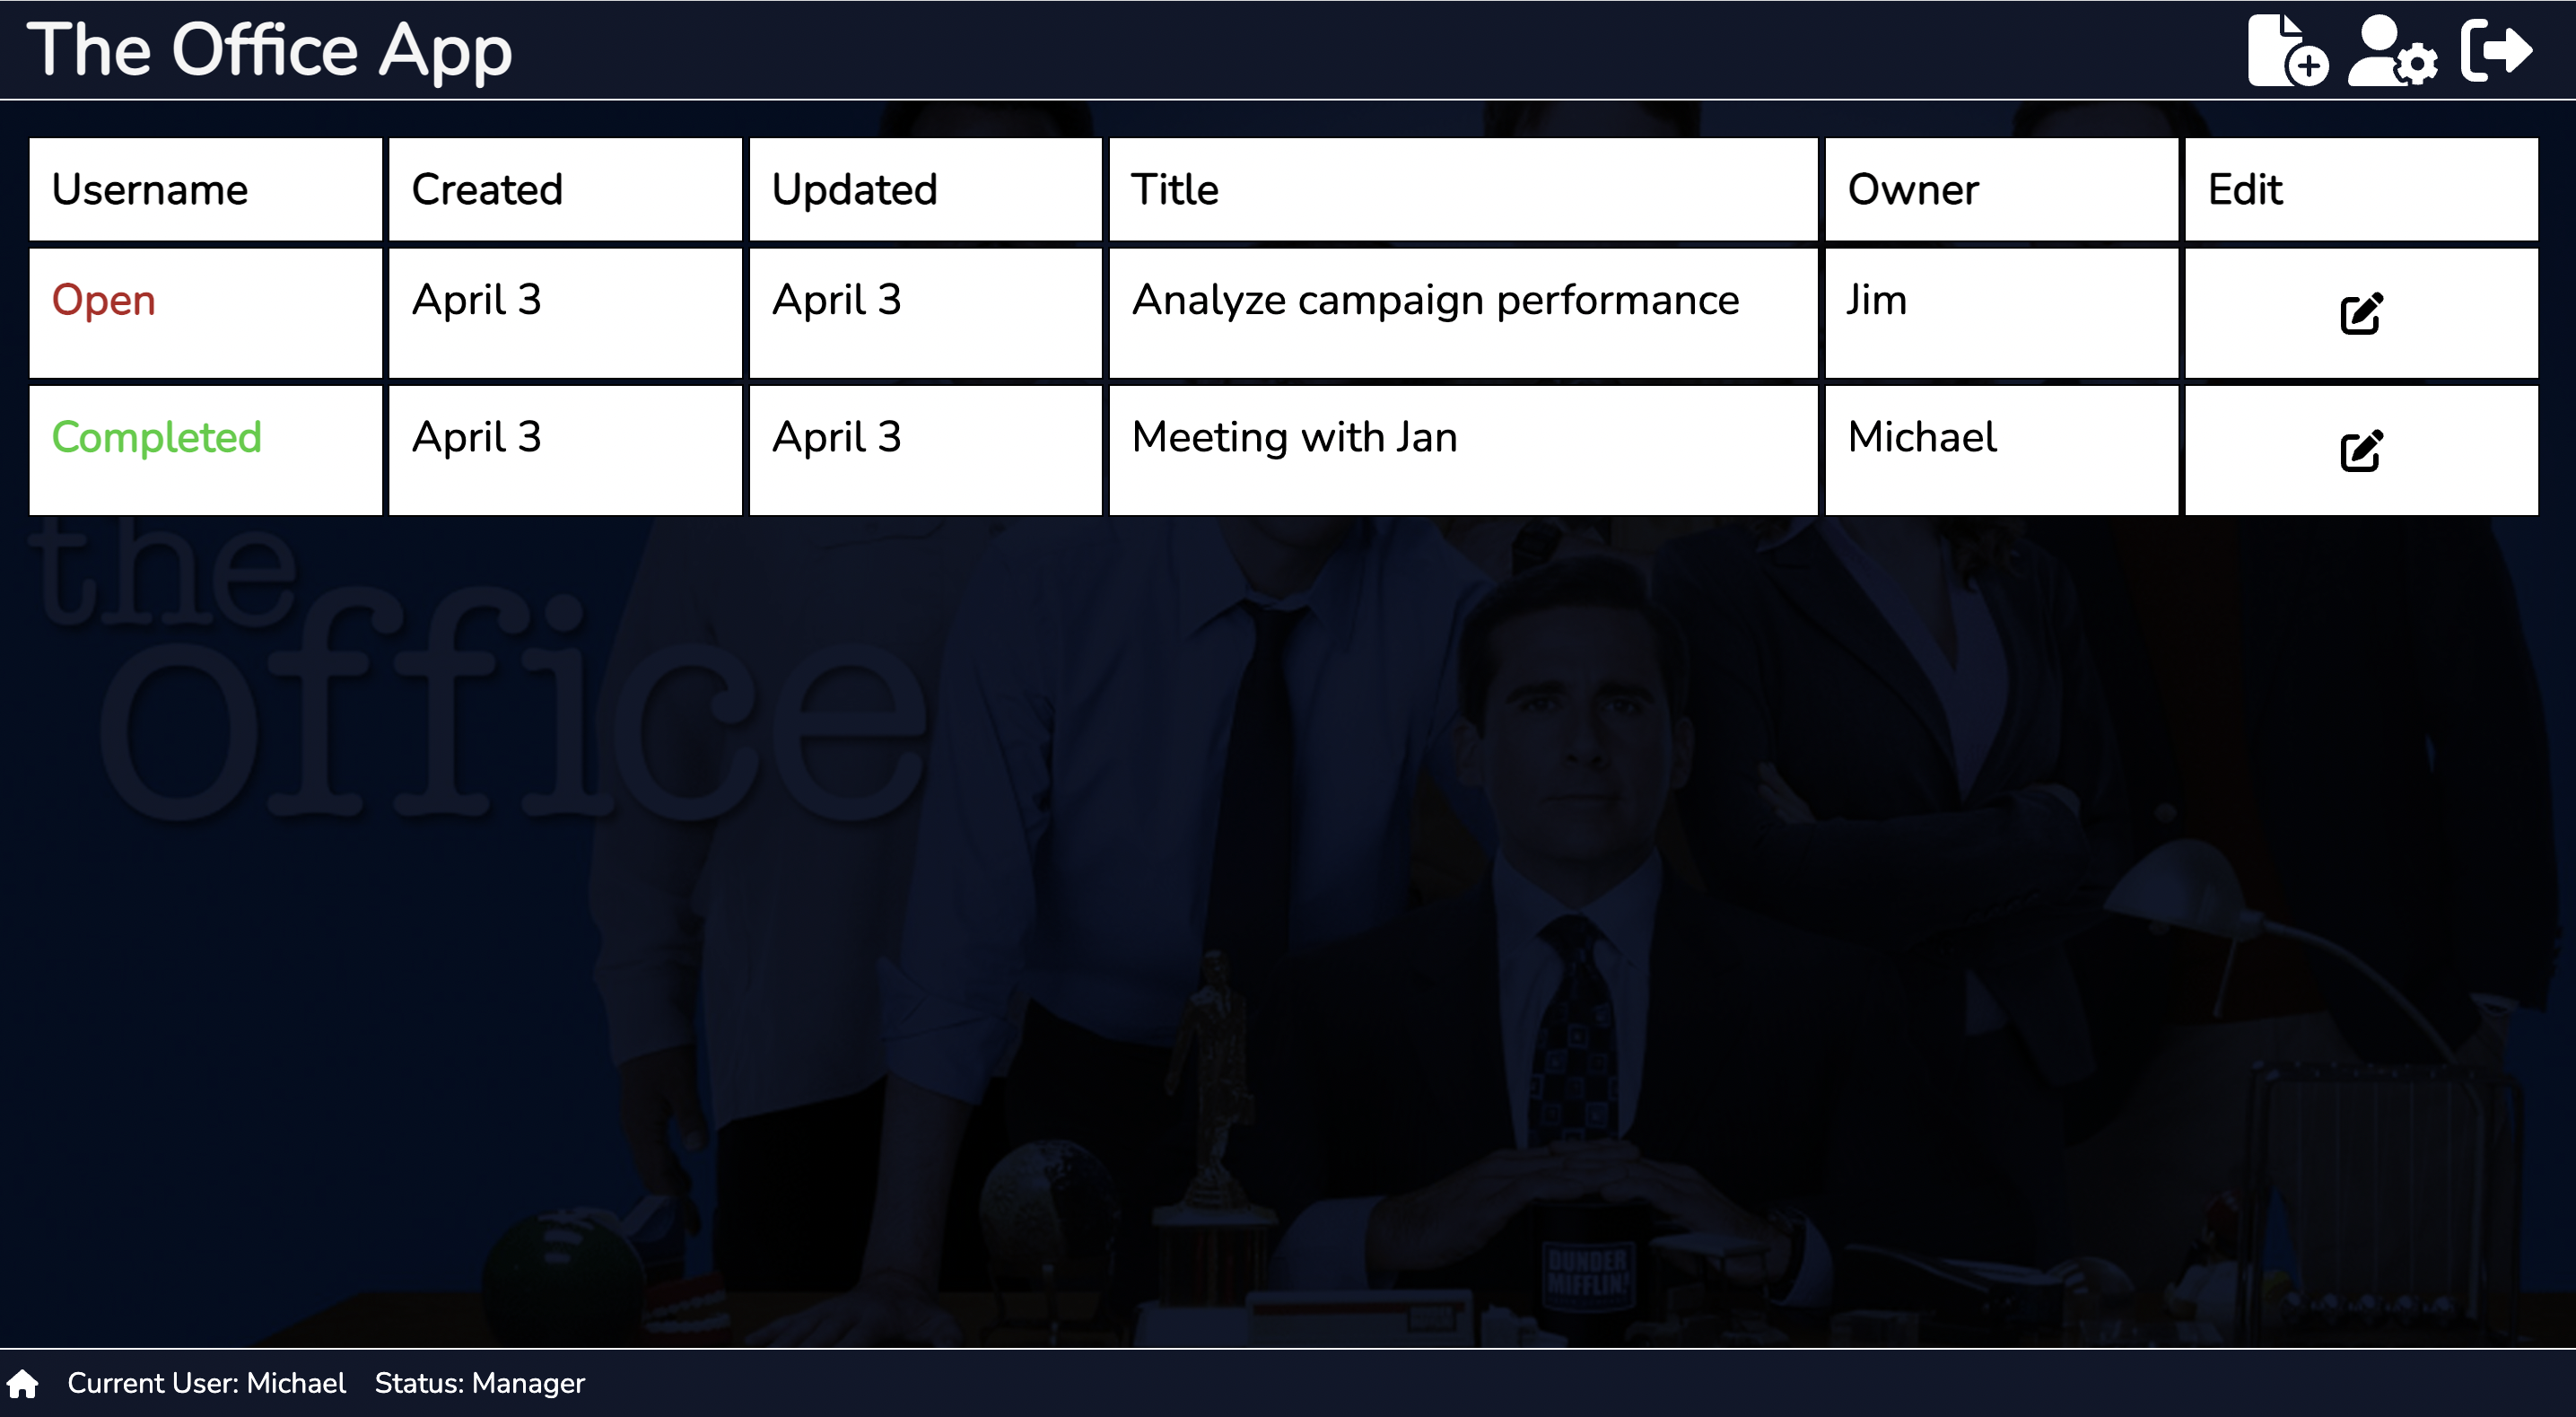 The Office App
Username Created Updated Title Owner Edit
Open April 3 April 3 Analyze campaign performance Jim
Completed April 3 April 3 Meeting with Jan Michael
the
office
DUNDER
MIFFLIN
Current User: Michael Status: Manager